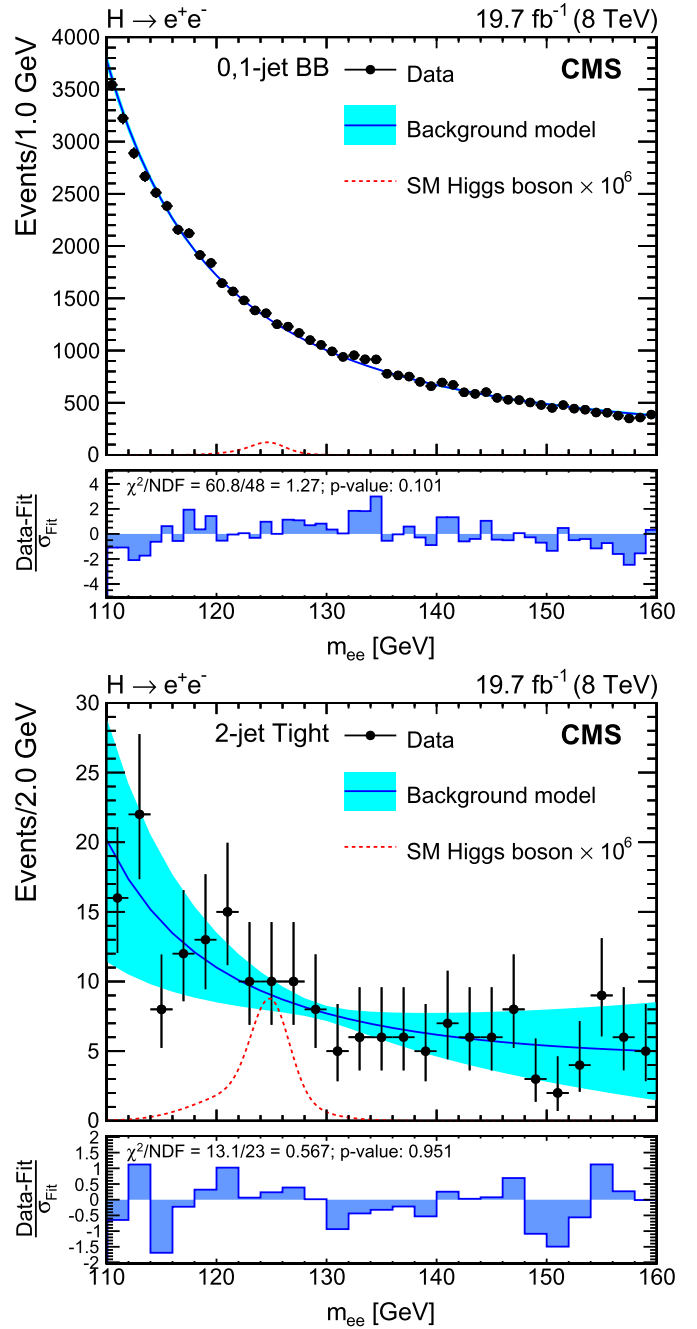 H → e⁺e⁻ 19.7 fb⁻¹ (8 TeV)
0,1-jet BB Data CMS
Background model
SM Higgs boson × 10⁶
Events/1.0 GeV
4000
3500
3000
2500
2000
1500
1000
500
0
χ²/NDF = 60.8/48 = 1.27; p-value: 0.101
Data-Fit
σ_Fit
4
2
0
-2
-4
110 120 130 140 150 160
m_ee [GeV]
H → e⁺e⁻ 19.7 fb⁻¹ (8 TeV)
2-jet Tight Data CMS
Background model
SM Higgs boson × 10⁶
Events/2.0 GeV
30
25
20
15
10
5
0
χ²/NDF = 13.1/23 = 0.567; p-value: 0.951
Data-Fit
σ_Fit
2
1.5
1
0.5
0
-0.5
-1
-1.5
-2
110 120 130 140 150 160
m_ee [GeV]